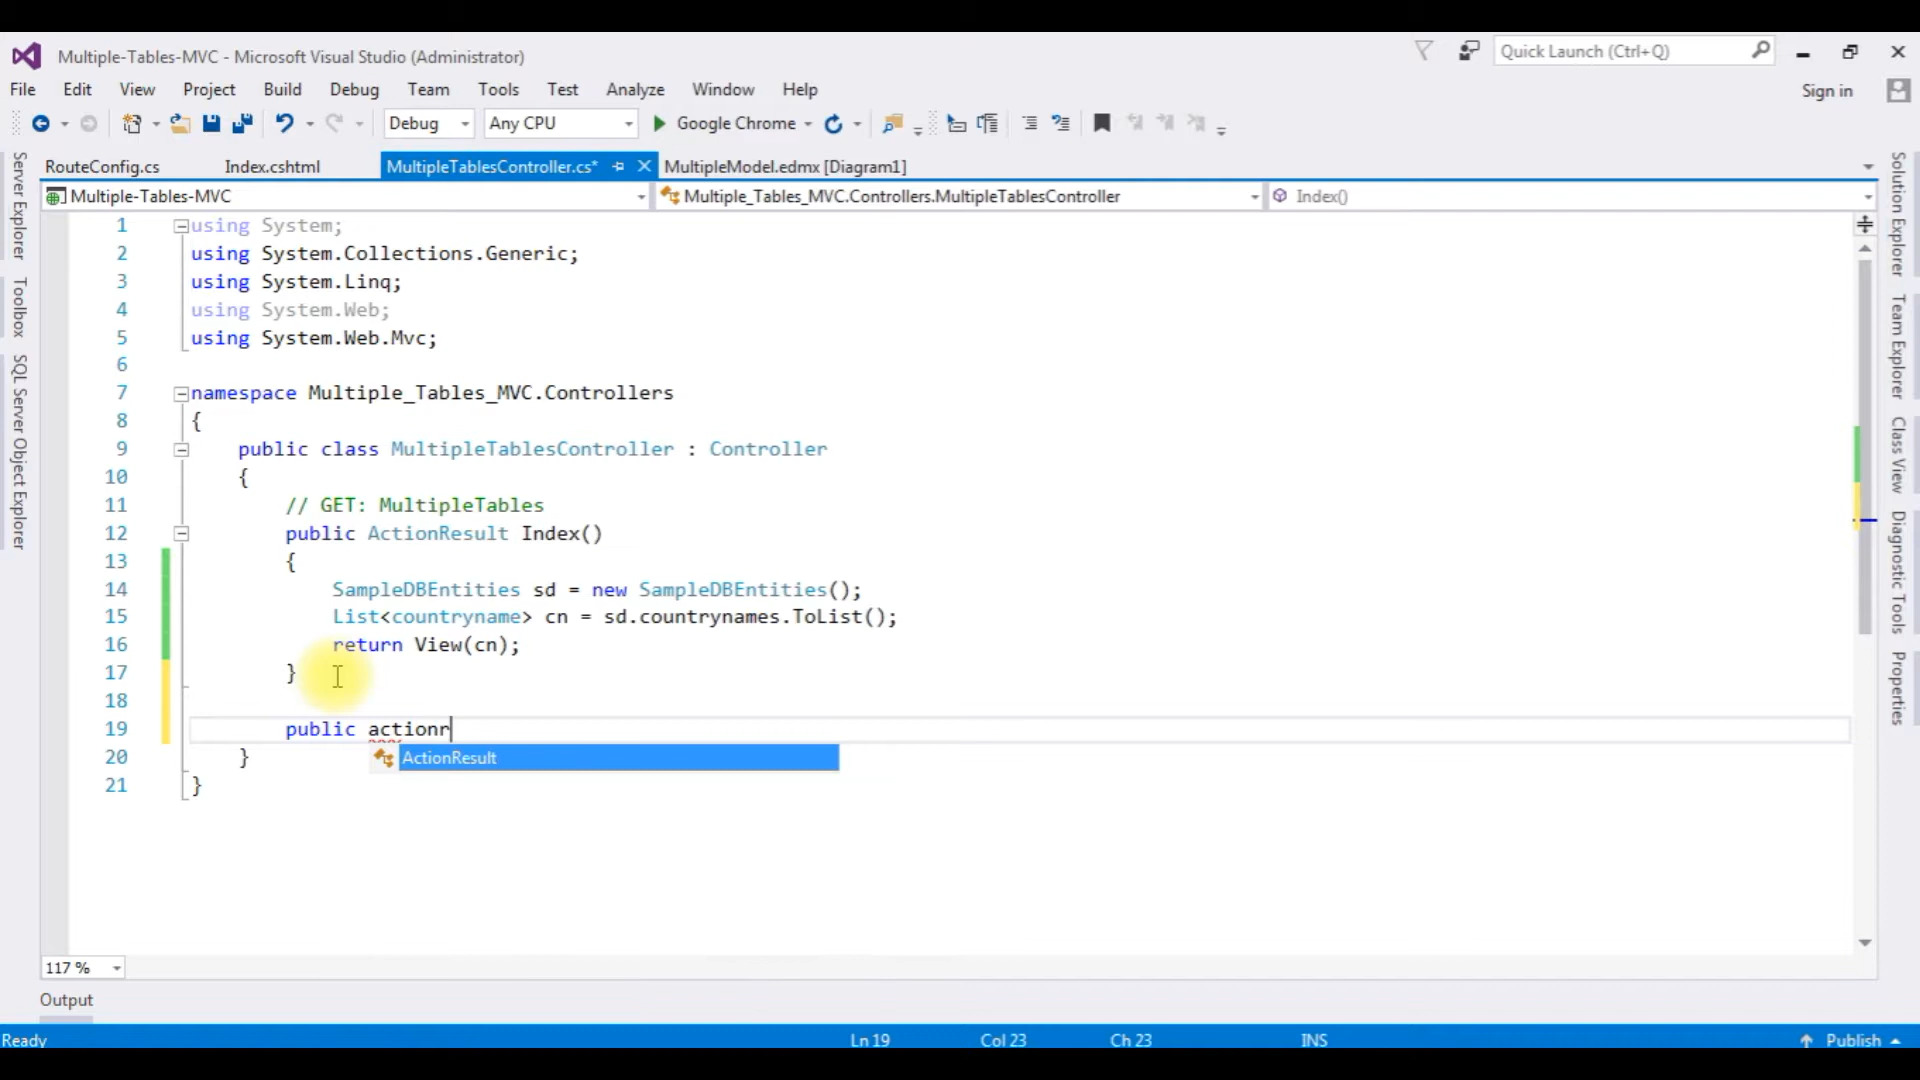 Multiple-Tables-MVC - Microsoft Visual Studio (Administrator)
Quick Launch (Ctrl+Q)
File Edit View Project Build Debug Team Tools Test Analyze Window Help
Sign in
Debug Any CPU Google Chrome
RouteConfig.cs Index.cshtml MultipleTablesController.cs* MultipleModel.edmx [Diagram1]
Multiple-Tables-MVC Multiple_Tables_MVC.Controllers.MultipleTablesController Index()
1 using System;
2 using System.Collections.Generic;
3 using System.Linq;
4 using System.Web;
5 using System.Web.Mvc;
6
7 namespace Multiple_Tables_MVC.Controllers
8 {
9 public class MultipleTablesController : Controller
10 {
11 // GET: MultipleTables
12 public ActionResult Index()
13 {
14 SampleDBEntities sd = new SampleDBEntities();
15 List<countryname> cn = sd.countrynames.ToList();
16 return View(cn);
17 }
18
19 public actionr
ActionResult
20 }
21 }
117 %
Output
Ready Ln 19 Col 23 Ch 23 INS Publish
Server Explorer
Toolbox
SQL Server Object Explorer
Solution Explorer
Team Explorer
Class View
Diagnostic Tools
Properties